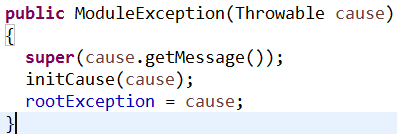 public ModuleException(Throwable cause)
{
super(cause.getMessage());
initCause(cause);
rootException = cause;
}